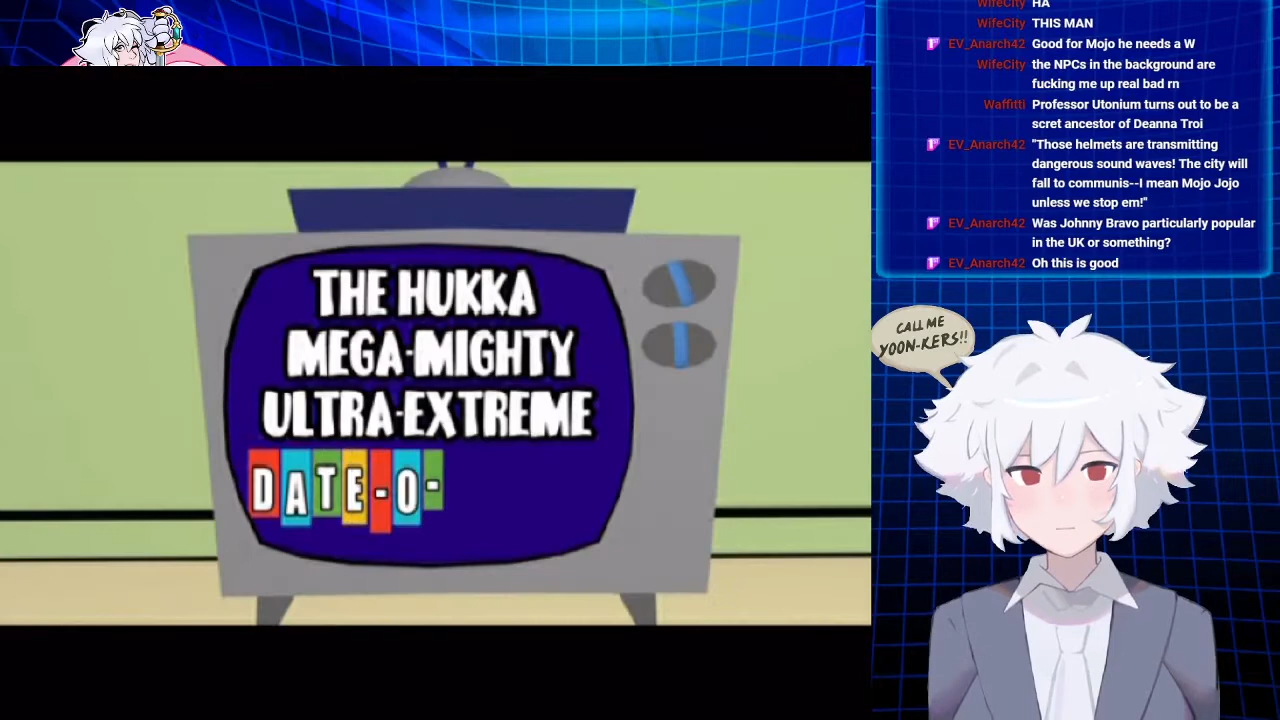 THE HUKKA
MEGA-MIGHTY
ULTRA-EXTREME
DATE-O-
WifeCity HA
WifeCity THIS MAN
EV_Anarch42 Good for Mojo he needs a W
WifeCity the NPCs in the background are
fucking me up real bad rn
Waffitti Professor Utonium turns out to be a
scret ancestor of Deanna Troi
EV_Anarch42 "Those helmets are transmitting
dangerous sound waves! The city will
fall to communis--I mean Mojo Jojo
unless we stop em!"
EV_Anarch42 Was Johnny Bravo particularly popular
in the UK or something?
EV_Anarch42 Oh this is good
CALL ME
YOON-KERS!!